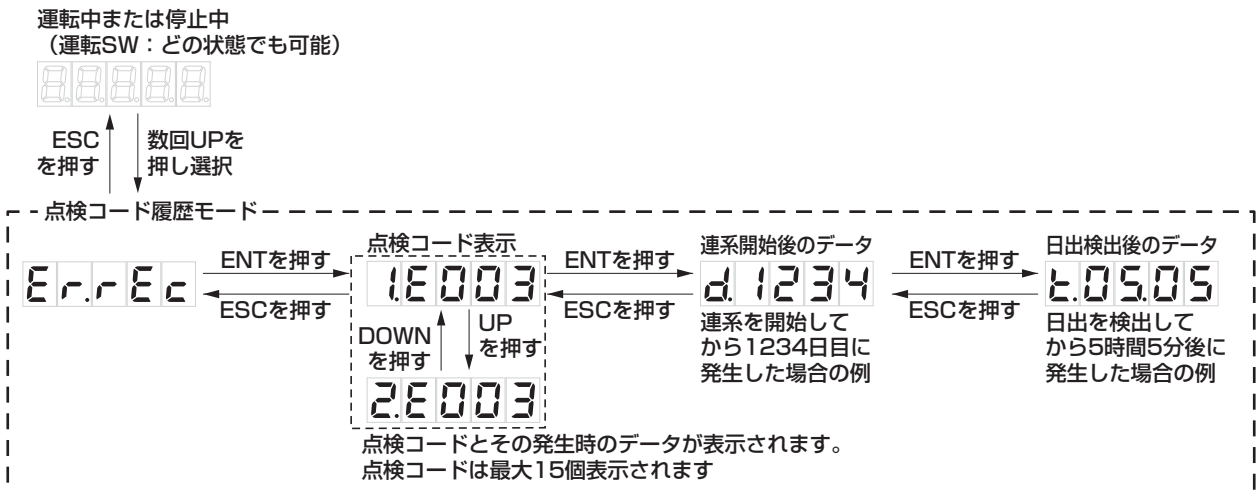 運転中または停止中
（運転SW：どの状態でも可能）
8.8.8.8.8.
ESC
を押す
数回UPを
押し選択
点検コード履歴モード
Er.rEc
ENTを押す
ESCを押す
点検コード表示
1.E003
DOWN
を押す
UP
を押す
2.E003
ENTを押す
ESCを押す
連系開始後のデータ
d.1234
連系を開始して
から1234日目に
発生した場合の例
ENTを押す
ESCを押す
日出検出後のデータ
t.05.05
日出を検出して
から5時間5分後に
発生した場合の例
点検コードとその発生時のデータが表示されます。
点検コードは最大15個表示されます